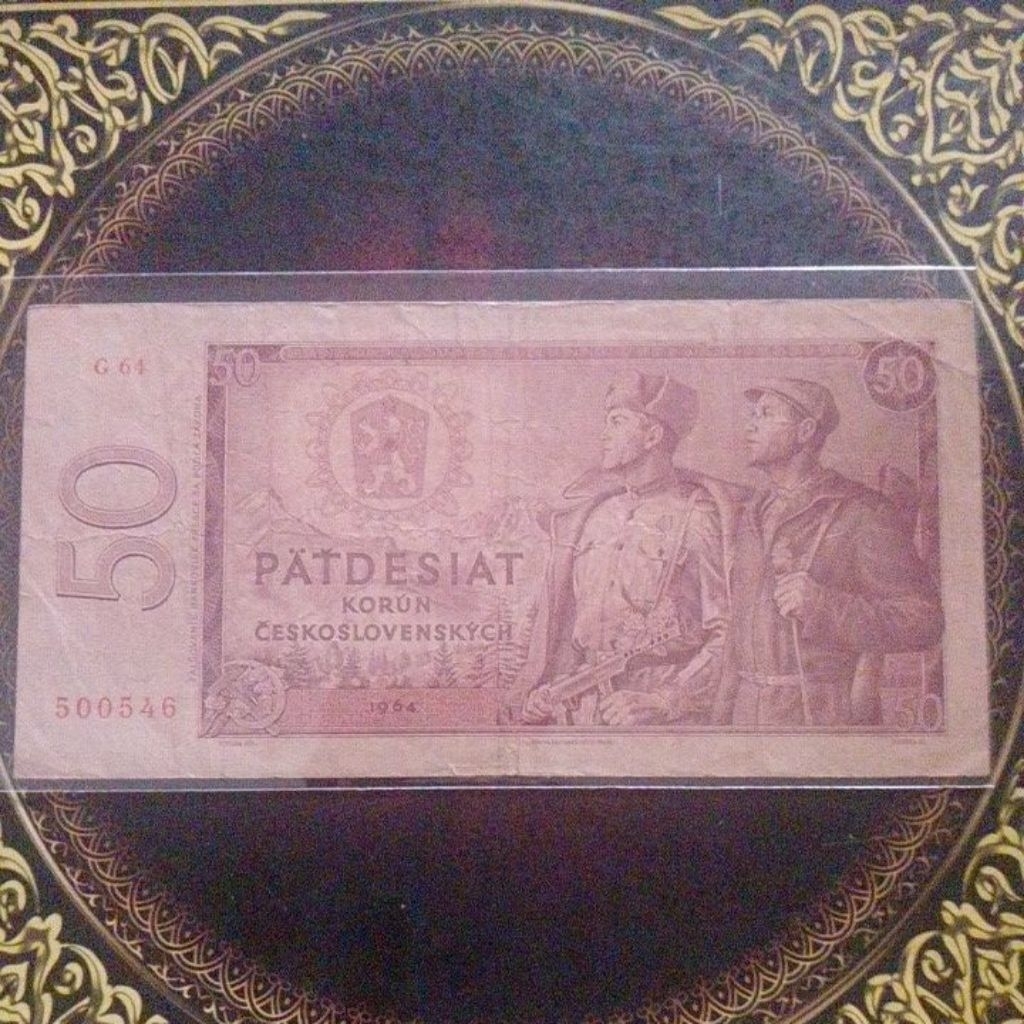 G 64
50
500546
50
50
PÄŤDESIAT
KORÚN
ČESKOSLOVENSKÝCH
1964
50